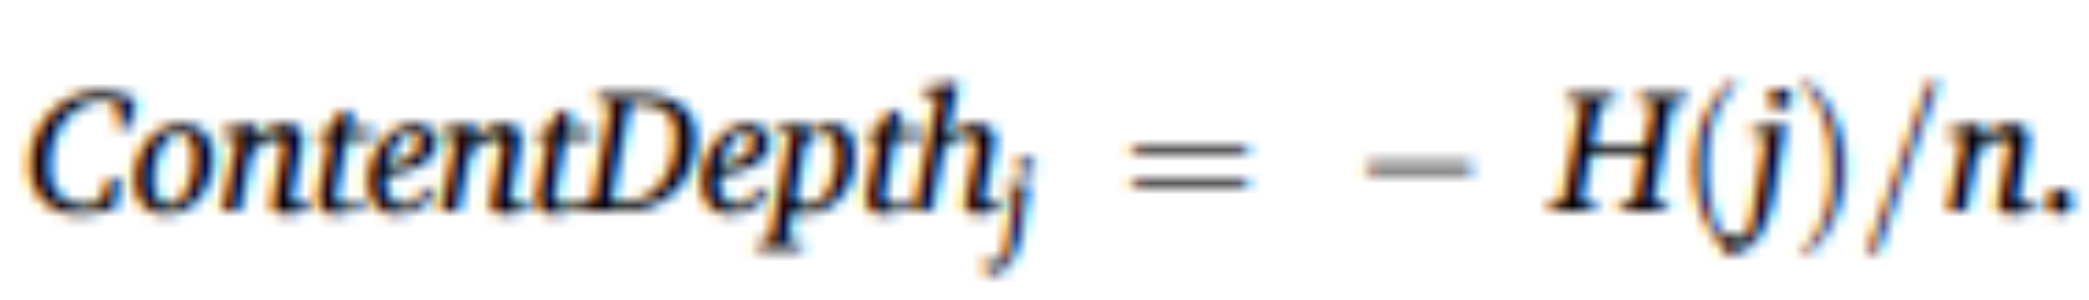 ContentDepth_j = − H(j)/n.